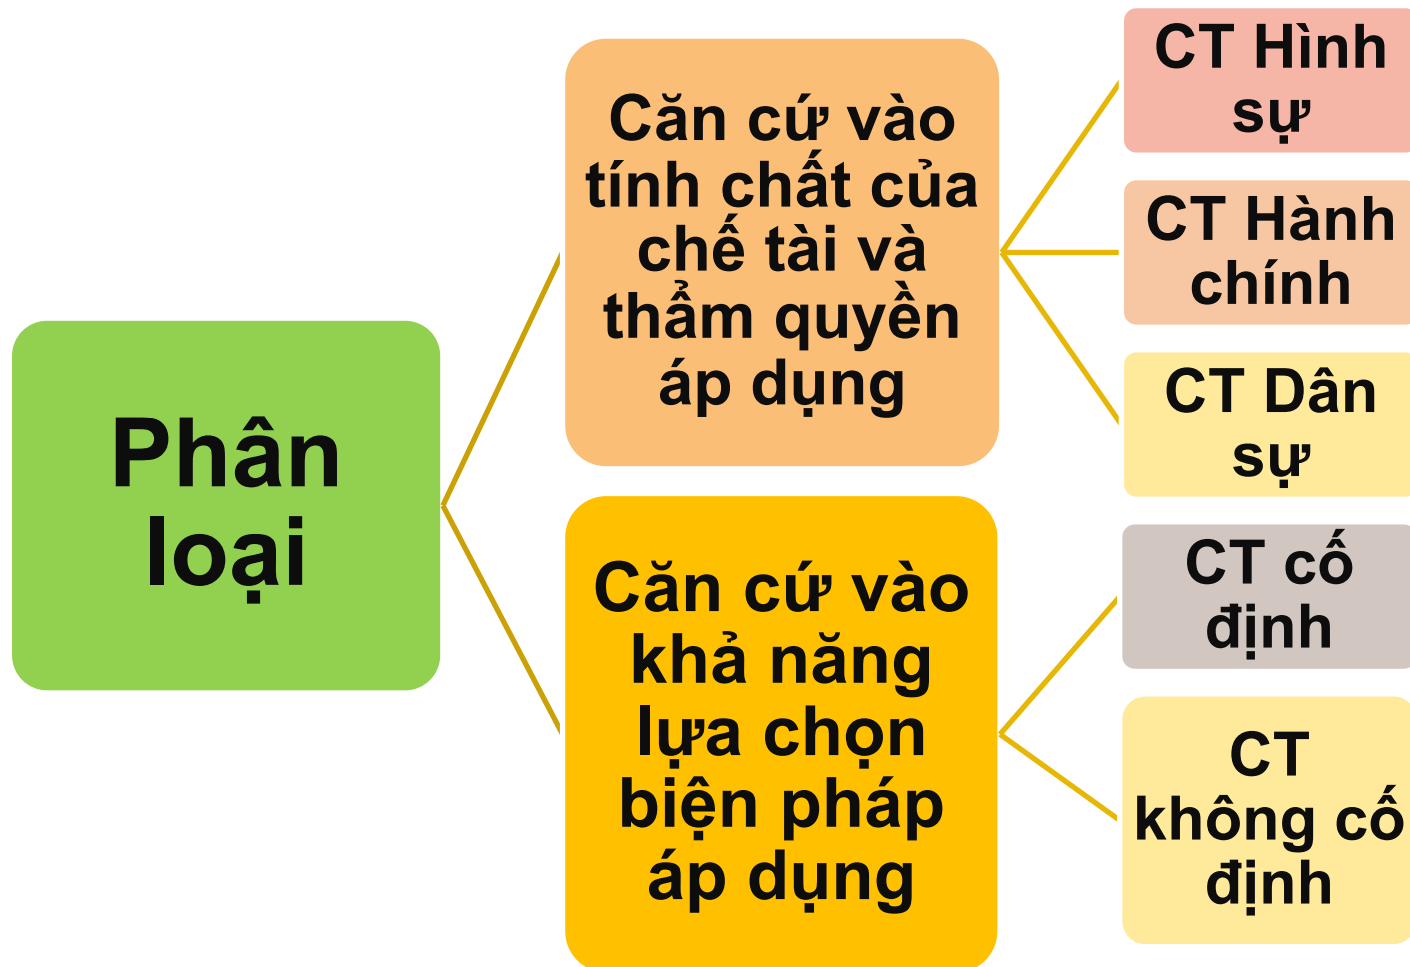 Phân
loại
Căn cứ vào
tính chất của
chế tài và
thẩm quyền
áp dụng
CT Hình
sự
CT Hành
chính
CT Dân
sự
Căn cứ vào
khả năng
lựa chọn
biện pháp
áp dụng
CT cố
định
CT
không cố
định